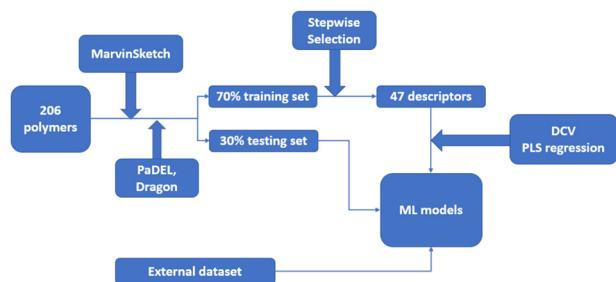 Stepwise
Selection
MarvinSketch
206
polymers
70% training set
47 descriptors
30% testing set
DCV
PLS regression
PaDEL,
Dragon
ML models
External dataset